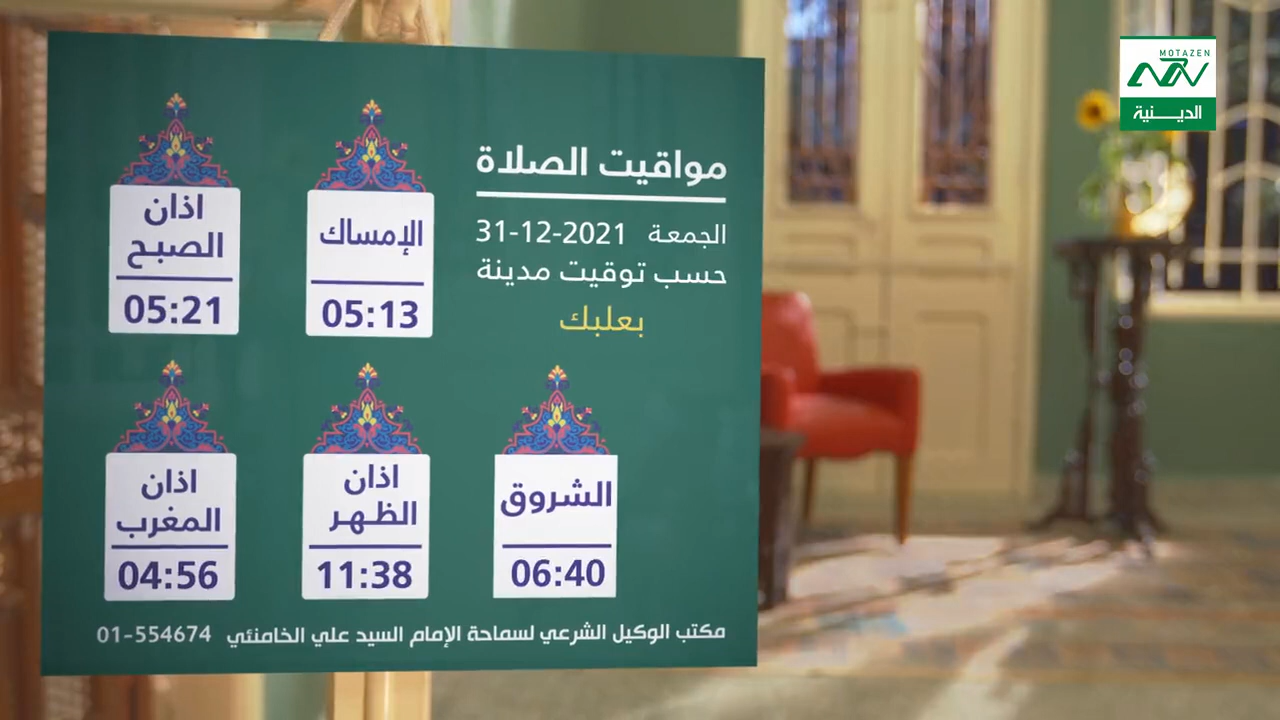 MOTAZEN
الديـــنية
مواقيت الصلاة
الجمعة 31-12-2021
حسب توقيت مدينة
بعلبك
الإمساك
05:13
اذان
الصبح
05:21
الشروق
06:40
اذان
الظهر
11:38
اذان
المغرب
04:56
مكتب الوكيل الشرعي لسماحة الإمام السيد علي الخامنئي 01-554674